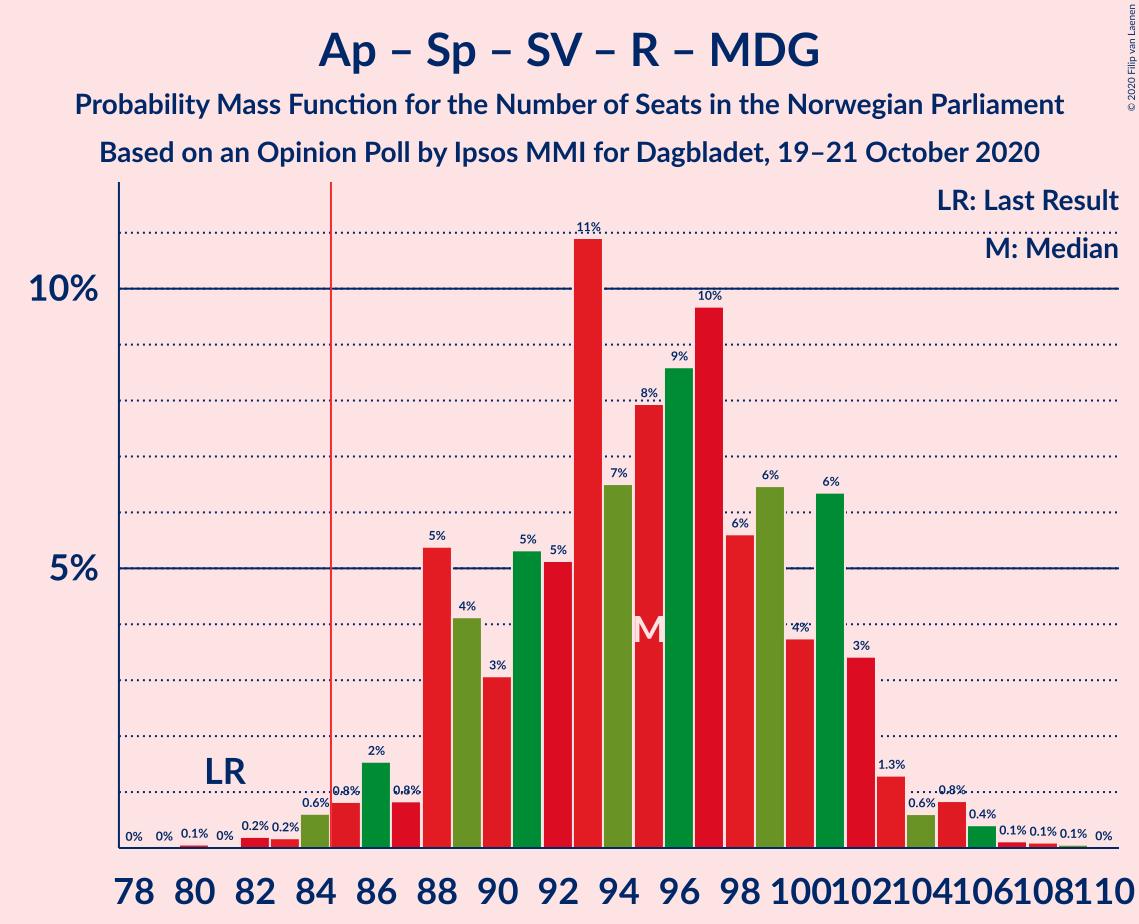 Ap – Sp – SV – R – MDG
Probability Mass Function for the Number of Seats in the Norwegian Parliament
Based on an Opinion Poll by Ipsos MMI for Dagbladet, 19–21 October 2020
© 2020 Filip van Laenen
LR: Last Result
M: Median
10%
5%
LR
M
0% 0% 0.1% 0% 0.2% 0.2% 0.6% 0.8% 2% 0.8% 5% 4% 3% 5% 5% 11% 7% 8% 9% 10% 6% 6% 4% 6% 3% 1.3% 0.6% 0.8% 0.4% 0.1% 0.1% 0.1% 0%
78 80 82 84 86 88 90 92 94 96 98 100 102 104 106 108 110